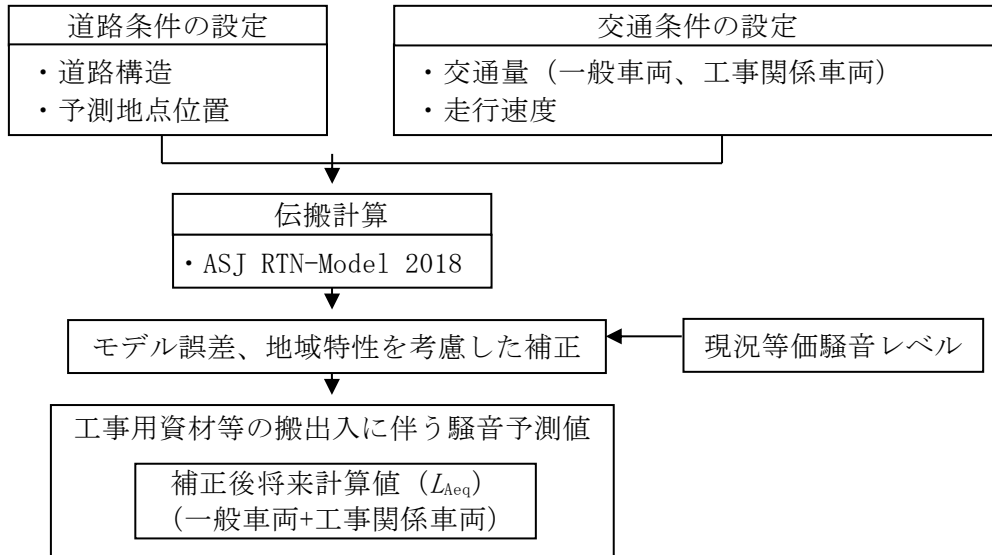 道路条件の設定
・道路構造
・予測地点位置
交通条件の設定
・交通量（一般車両、工事関係車両）
・走行速度
伝搬計算
・ASJ RTN-Model 2018
モデル誤差、地域特性を考慮した補正
現況等価騒音レベル
工事用資材等の搬出入に伴う騒音予測値
補正後将来計算値（LAeq）
（一般車両+工事関係車両）